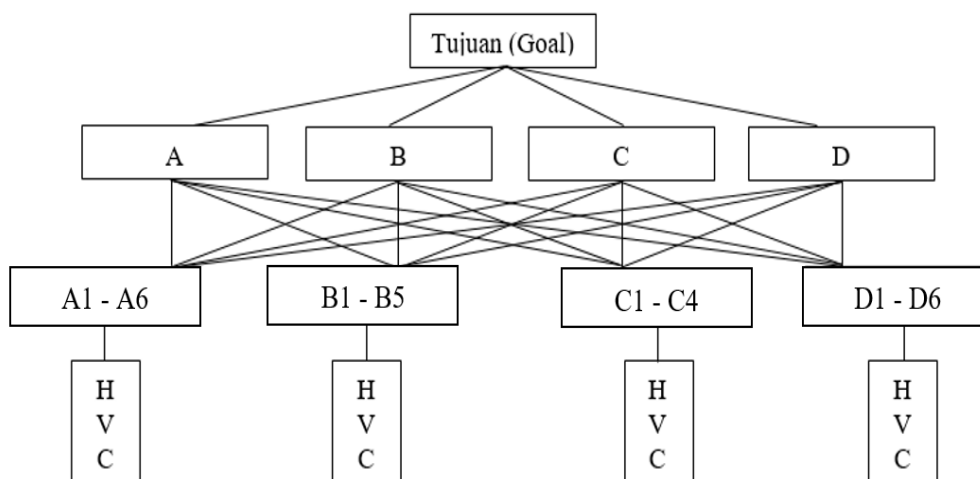 Tujuan (Goal)
A
B
C
D
A1 - A6
B1 - B5
C1 - C4
D1 - D6
H
V
C
H
V
C
H
V
C
H
V
C